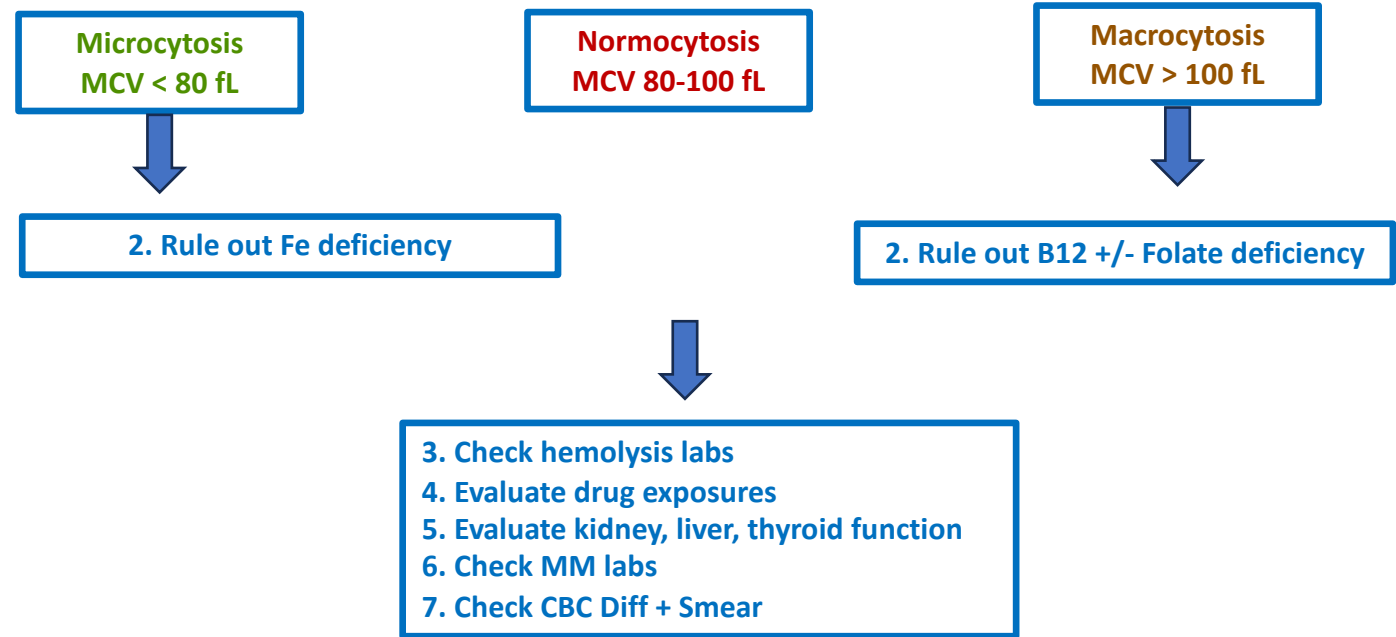 Microcytosis
MCV < 80 fL
Normocytosis
MCV 80-100 fL
Macrocytosis
MCV > 100 fL
2. Rule out Fe deficiency
2. Rule out B12 +/- Folate deficiency
3. Check hemolysis labs
4. Evaluate drug exposures
5. Evaluate kidney, liver, thyroid function
6. Check MM labs
7. Check CBC Diff + Smear